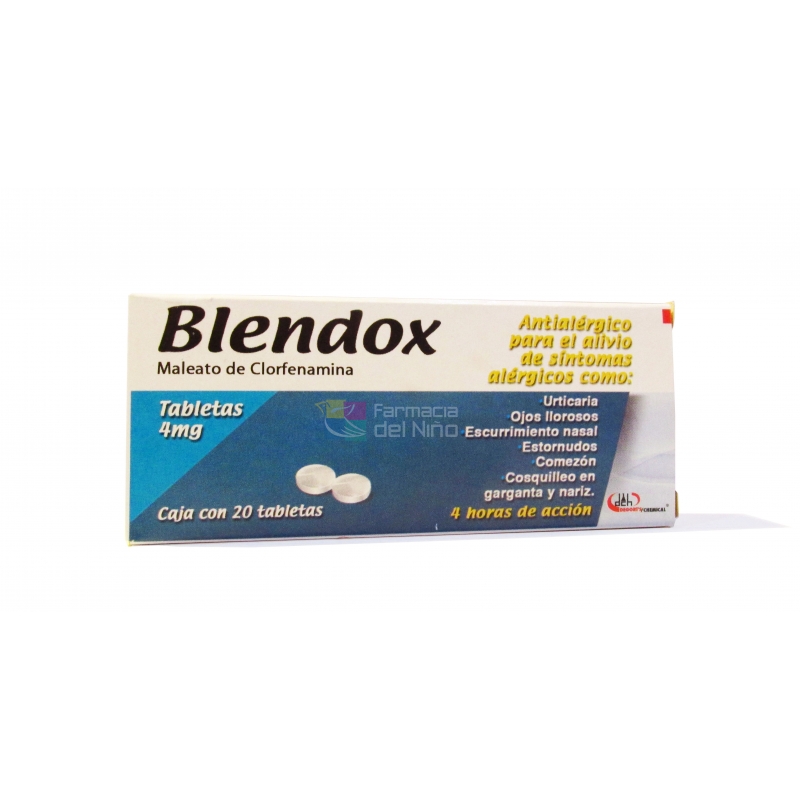 Blendox
Maleato de Clorfenamina
Tabletas
4mg
Caja con 20 tabletas
Antialérgico
para el alivio
de síntomas
alérgicos como:
Urticaria
Ojos llorosos
Escurrimiento nasal
Estornudos
Comezón
Cosquilleo en
garganta y nariz.
4 horas de acción
Farmacia
del Niño
dch